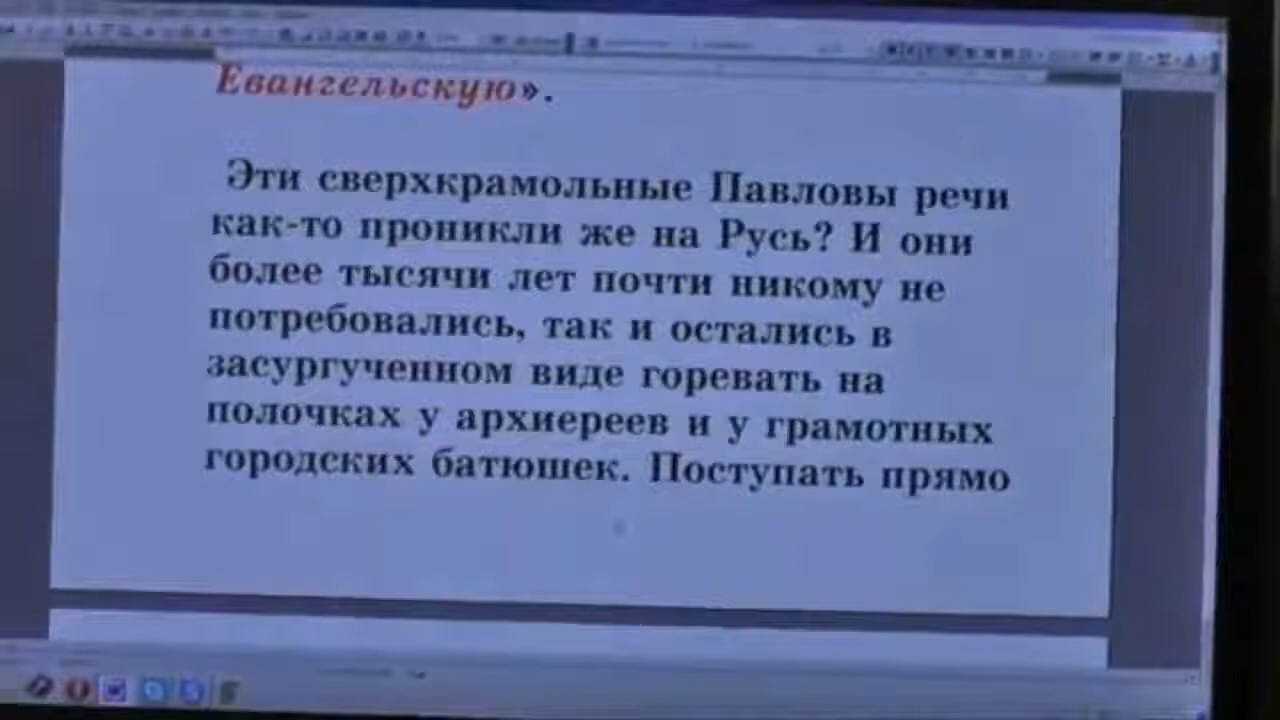 Евангельскую».
Эти сверхкрамольные Павловы речи
как-то проникли же на Русь? И они
более тысячи лет почти никому не
потребовались, так и остались в
засургученном виде горевать на
полочках у архиереев и у грамотных
городских батюшек. Поступать прямо